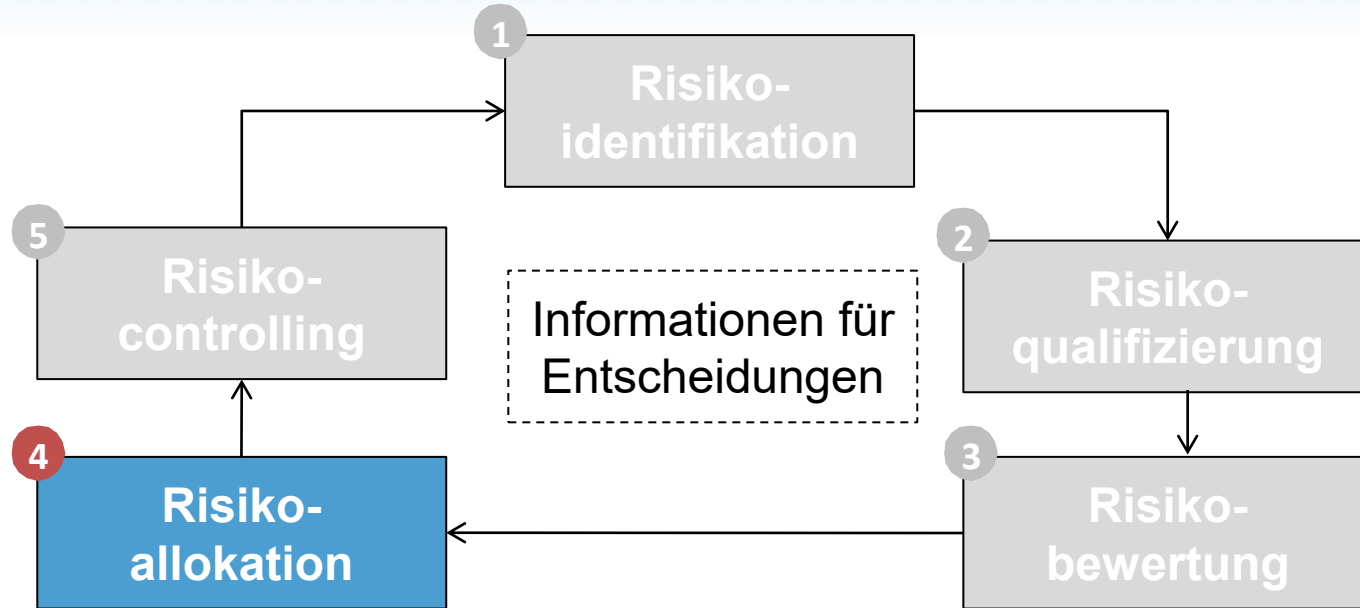 1
Risiko-
identifikation
2
Risiko-
qualifizierung
3
Risiko-
bewertung
4
Risiko-
allokation
5
Risiko-
controlling
Informationen für
Entscheidungen